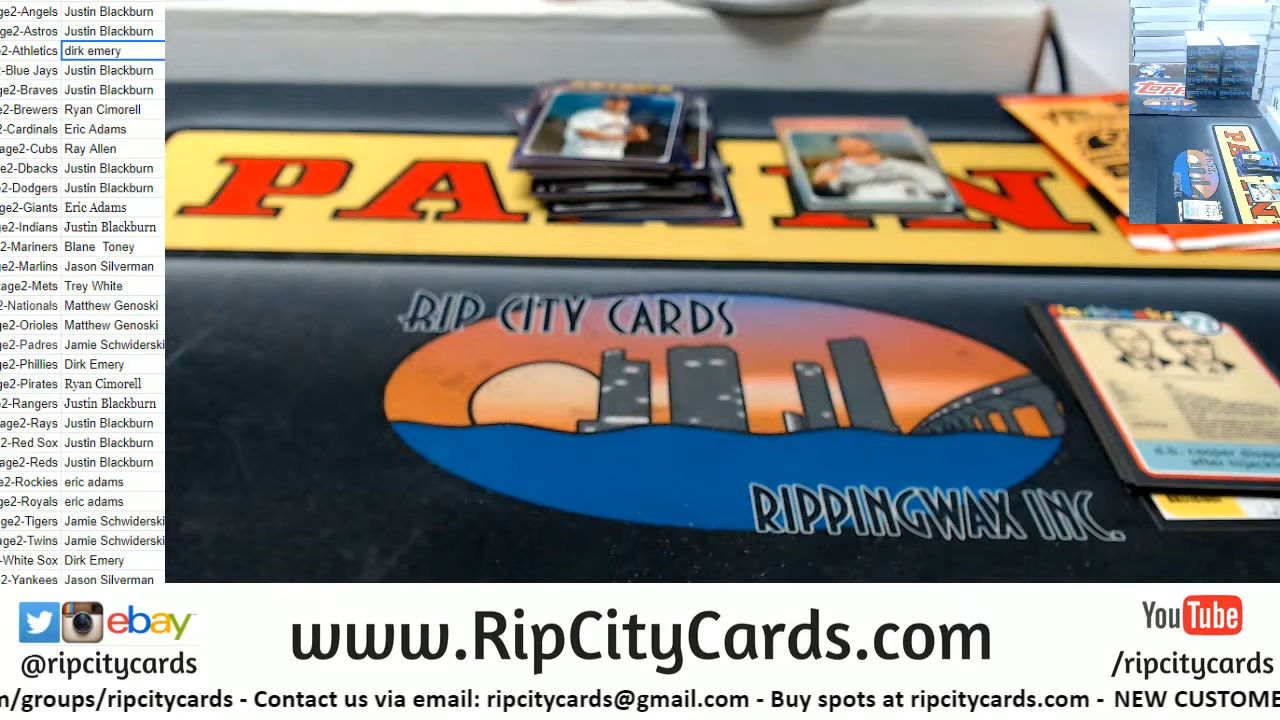 ge2-Angels Justin Blackburn
ge2-Astros Justin Blackburn
2-Athletics dirk emery
-Blue Jays Justin Blackburn
ge2-Braves Justin Blackburn
2-Brewers Ryan Cimorell
-Cardinals Eric Adams
age2-Cubs Ray Allen
ge2-Dbacks Justin Blackburn
e2-Dodgers Justin Blackburn
ge2-Giants Eric Adams
e2-Indians Justin Blackburn
2-Mariners Blane Toney
ge2-Marlins Jason Silverman
tage2-Mets Trey White
-Nationals Matthew Genoski
ge2-Orioles Matthew Genoski
e2-Padres Jamie Schwiderski
e2-Phillies Dirk Emery
ge2-Pirates Ryan Cimorell
e2-Rangers Justin Blackburn
tage2-Rays Justin Blackburn
2-Red Sox Justin Blackburn
age2-Reds Justin Blackburn
e2-Rockies eric adams
e2-Royals eric adams
ge2-Tigers Jamie Schwiderski
age2-Twins Jamie Schwiderski
-White Sox Dirk Emery
2-Yankees Jason Silverman
PANIN
RIP CITY CARDS
RIPPINGWAX INC.
d.b. cooper
TOPPS
ebay
@ripcitycards
www.RipCityCards.com
YouTube
/ripcitycards
m/groups/ripcitycards - Contact us via email: ripcitycards@gmail.com - Buy spots at ripcitycards.com - NEW CUSTOME